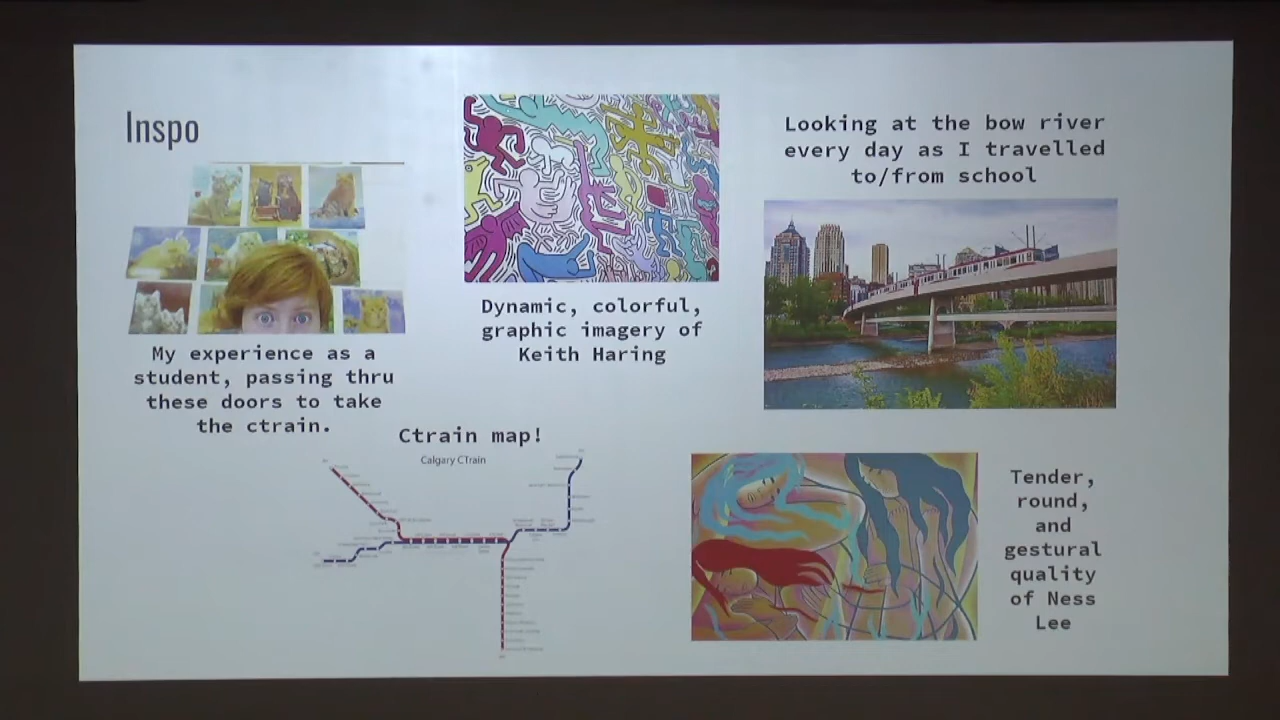 Inspo
My experience as a
student, passing thru
these doors to take
the ctrain.
Dynamic, colorful,
graphic imagery of
Keith Haring
Looking at the bow river
every day as I travelled
to/from school
Ctrain map!
Calgary CTrain
Tender,
round,
and
gestural
quality
of Ness
Lee